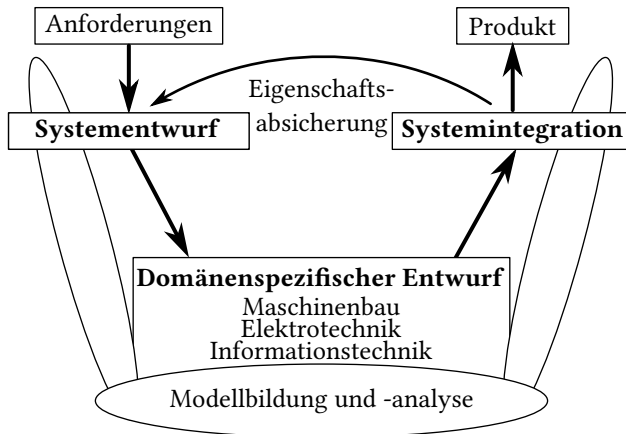 Anforderungen
Produkt
Eigenschafts-
absicherung
Systementwurf
Systemintegration
Domänenspezifischer Entwurf
Maschinenbau
Elektrotechnik
Informationstechnik
Modellbildung und -analyse